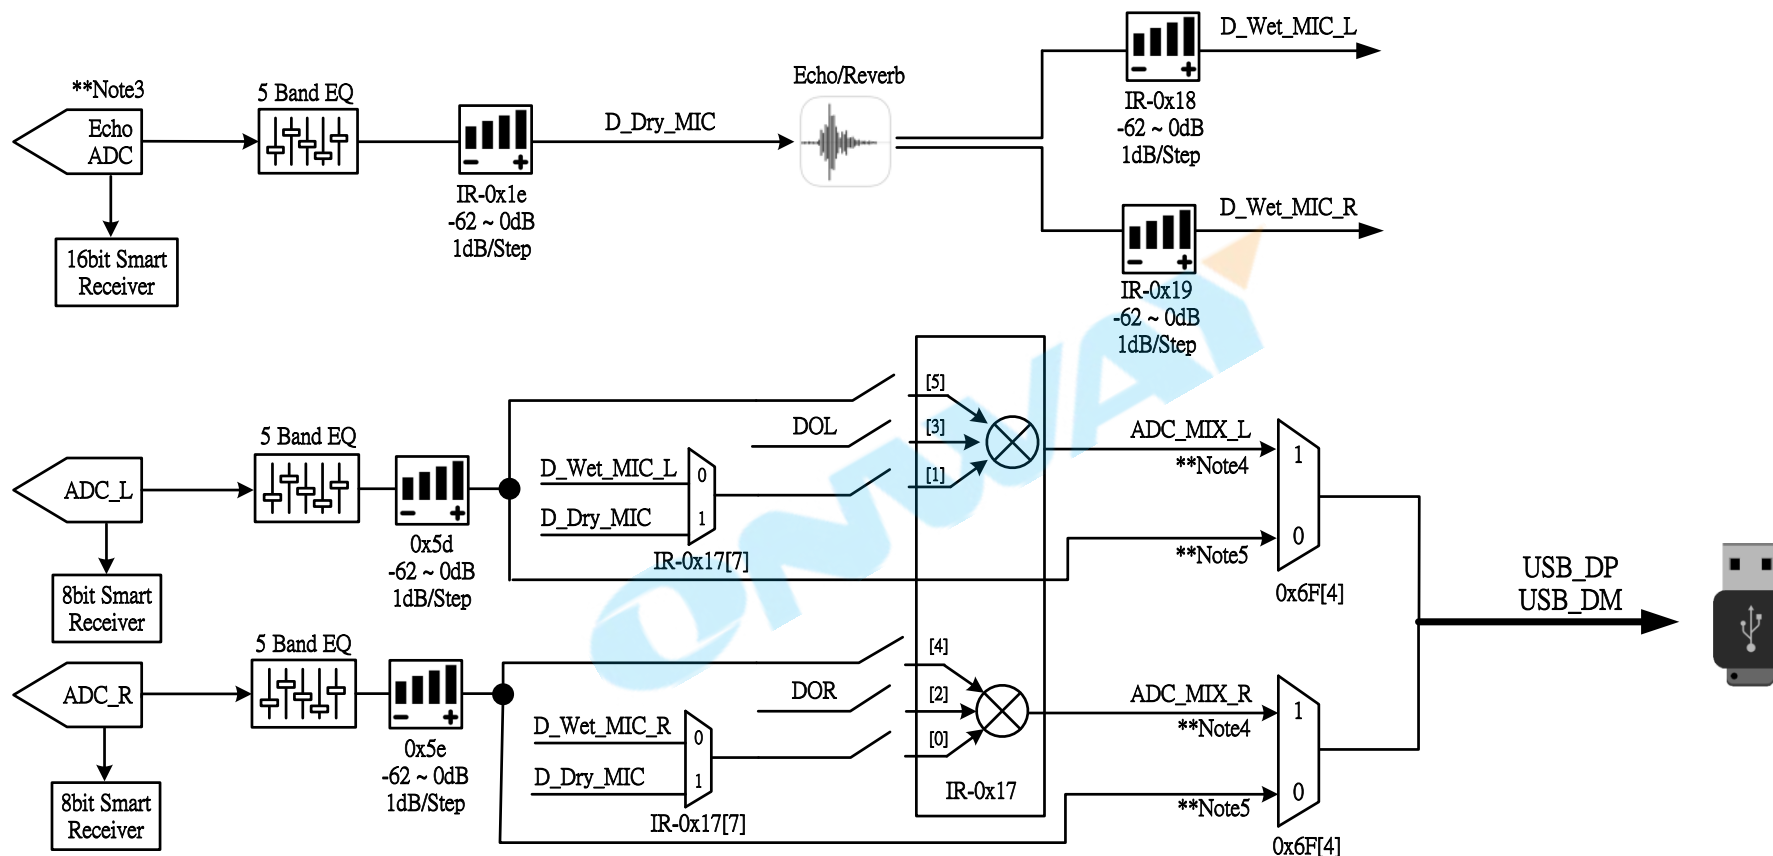 **Note3
Echo
ADC
16bit Smart
Receiver
5 Band EQ
IR-0x1e
-62 ~ 0dB
1dB/Step
D_Dry_MIC
Echo/Reverb
IR-0x18
-62 ~ 0dB
1dB/Step
D_Wet_MIC_L
IR-0x19
-62 ~ 0dB
1dB/Step
D_Wet_MIC_R
ONWAY
ADC_L
8bit Smart
Receiver
5 Band EQ
0x5d
-62 ~ 0dB
1dB/Step
D_Wet_MIC_L
0
D_Dry_MIC
1
IR-0x17[7]
DOL
[5]
[3]
[1]
ADC_MIX_L
**Note4
**Note5
1
0
0x6F[4]
USB_DP
USB_DM
ADC_R
8bit Smart
Receiver
5 Band EQ
0x5e
-62 ~ 0dB
1dB/Step
D_Wet_MIC_R
0
D_Dry_MIC
1
IR-0x17[7]
DOR
[4]
[2]
[0]
IR-0x17
ADC_MIX_R
**Note4
**Note5
1
0
0x6F[4]